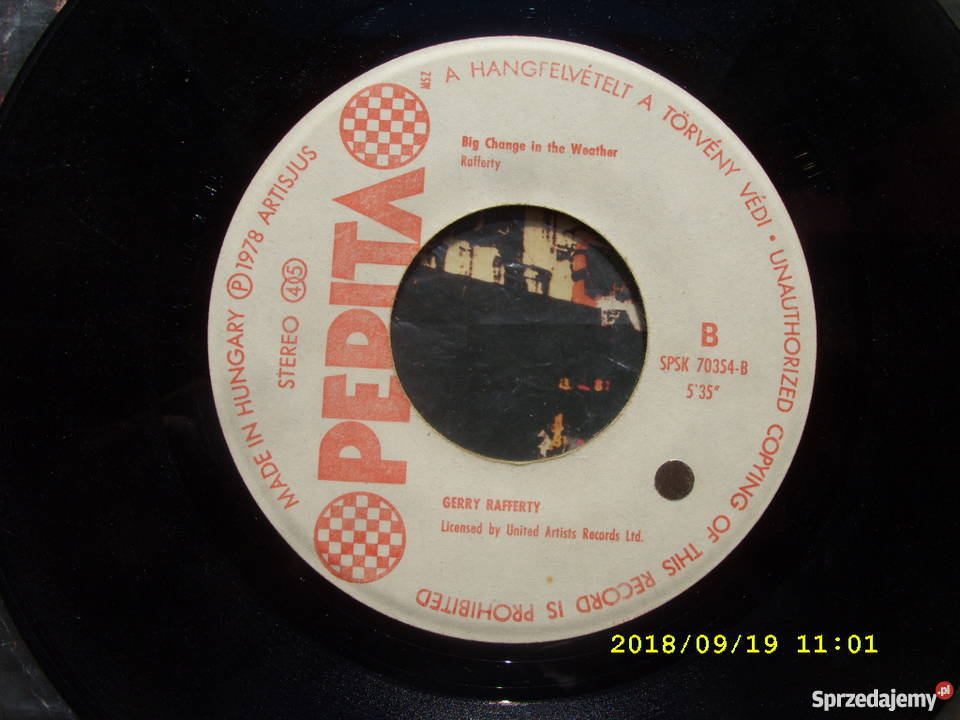 A HANGFELVÉTELT A TÖRVÉNY VÉDI • UNAUTHORIZED COPYING OF THIS RECORD IS PROHIBITED
MADE IN HUNGARY Ⓟ 1978 ARTISJUS
MSZ
STEREO 405
PEPITA
Big Change in the Weather
Rafferty
B
SPSK 70354-B
5'35"
GERRY RAFFERTY
Licensed by United Artists Records Ltd.
2018/09/19 11:01
Sprzedajemy.pl